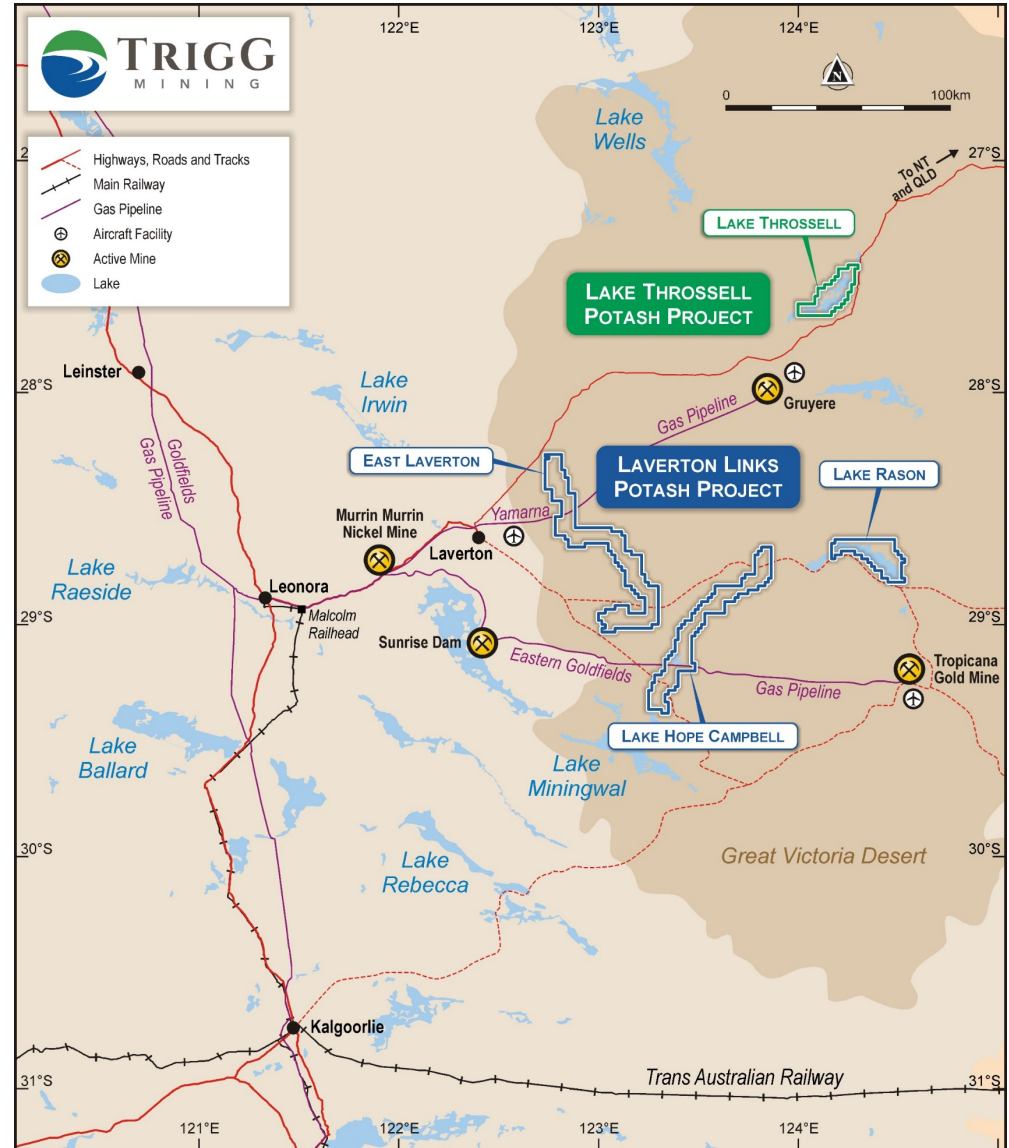 121°E
122°E
123°E
124°E
TRIGG
MINING
0
100km
Highways, Roads and Tracks
Main Railway
Gas Pipeline
Aircraft Facility
Active Mine
Lake
Lake
Wells
27°S
To NT
and QLD
LAKE THROSSELL
LAKE THROSSELL
POTASH PROJECT
Leinster
28°S
28°S
Lake
Irwin
Gruyere
Gas Pipeline
Goldfields
Gas Pipeline
EAST LAVERTON
LAVERTON LINKS
POTASH PROJECT
LAKE RASON
Murrin Murrin
Nickel Mine
Yamarna
Laverton
Lake
Raeside
Leonora
Malcolm
Railhead
29°S
29°S
Sunrise Dam
Eastern Goldfields
Gas Pipeline
Tropicana
Gold Mine
LAKE HOPE CAMPBELL
Lake
Ballard
Lake
Miningwal
30°S
30°S
Lake
Rebecca
Great Victoria Desert
Kalgoorlie
Trans Australian Railway
31°S
31°S
121°E
122°E
123°E
124°E
N